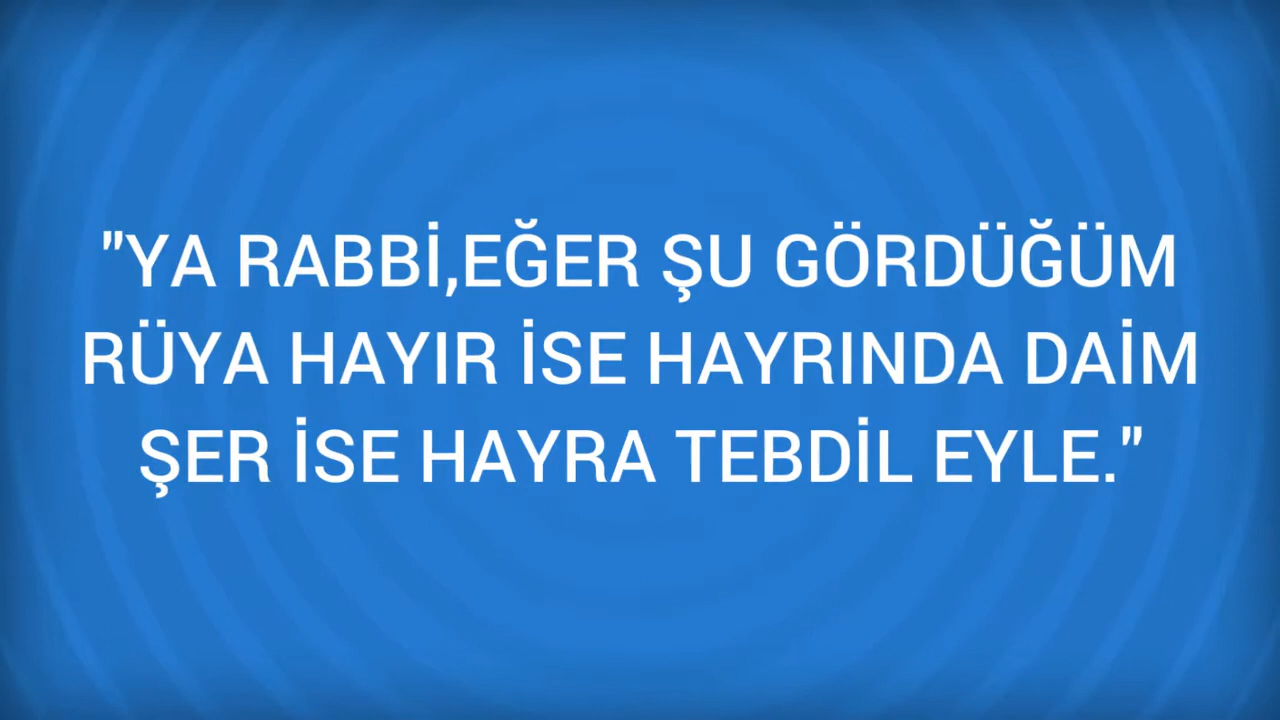 "YA RABBİ,EĞER ŞU GÖRDÜĞÜM
RÜYA HAYIR İSE HAYRINDA DAİM
ŞER İSE HAYRA TEBDİL EYLE."